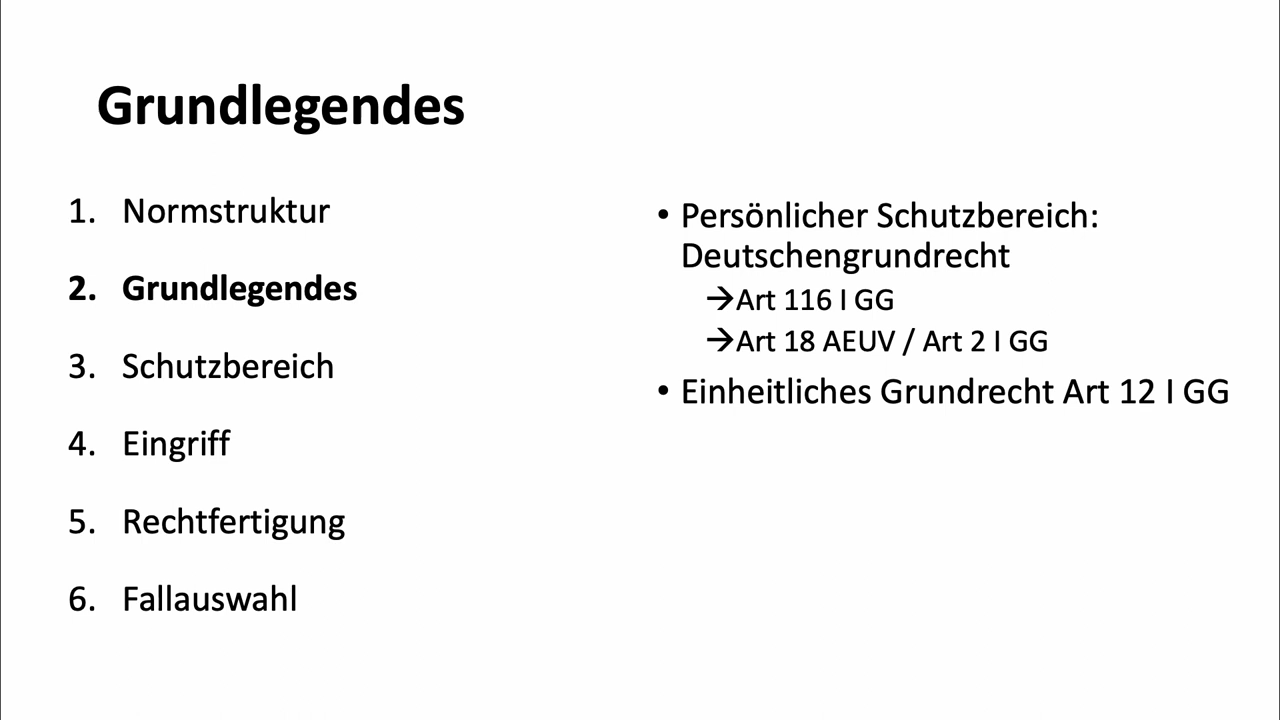 Grundlegendes
1. Normstruktur
2. Grundlegendes
3. Schutzbereich
4. Eingriff
5. Rechtfertigung
6. Fallauswahl
• Persönlicher Schutzbereich:
Deutschengrundrecht
→Art 116 I GG
→Art 18 AEUV / Art 2 I GG
• Einheitliches Grundrecht Art 12 I GG